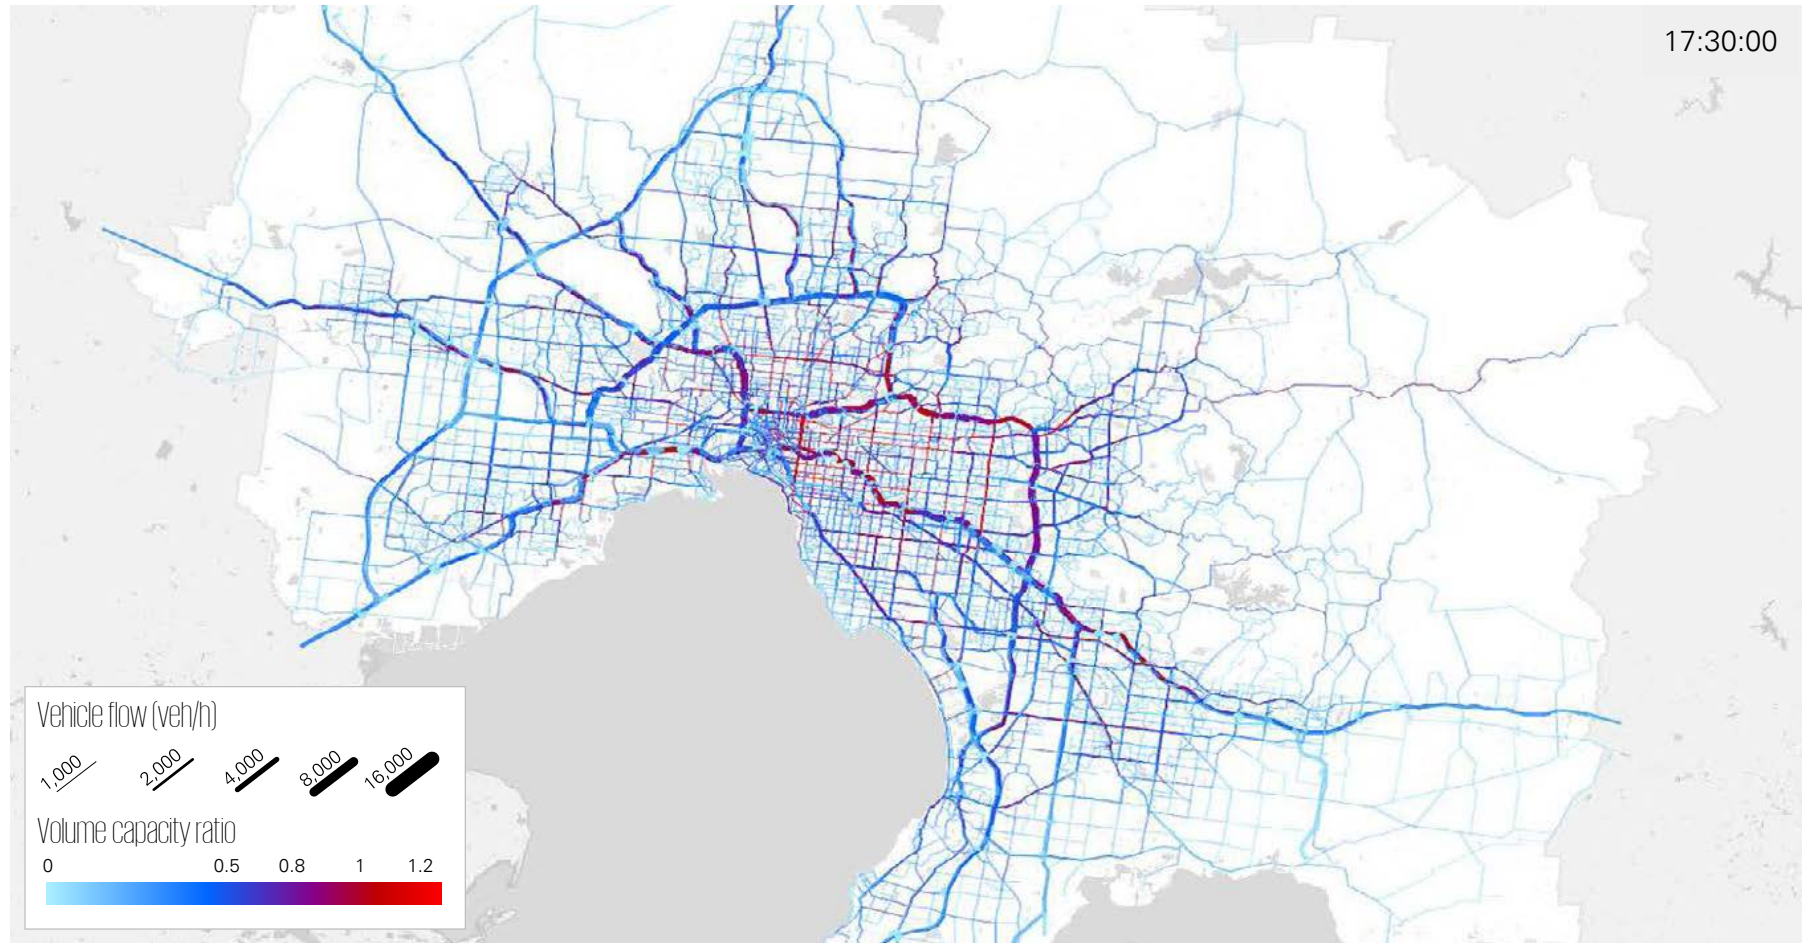 17:30:00
Vehicle flow (veh/h)
1,000 2,000 4,000 8,000 16,000
Volume capacity ratio
0 0.5 0.8 1 1.2